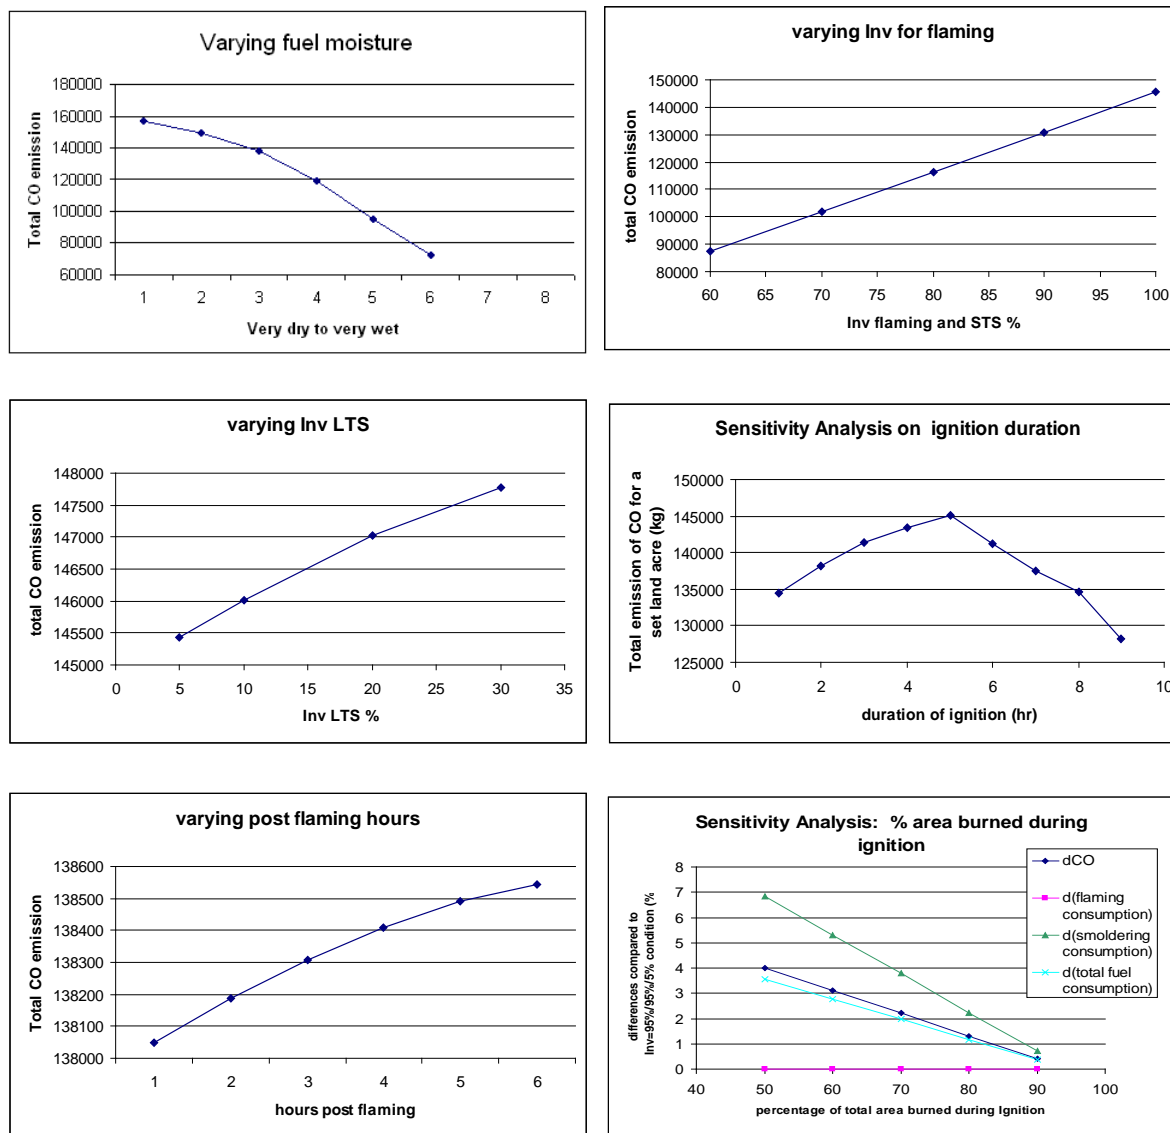 Varying fuel moisture
Total CO emission
180000
160000
140000
120000
100000
80000
60000
1 2 3 4 5 6 7 8
Very dry to very wet
varying Inv for flaming
total CO emission
150000
140000
130000
120000
110000
100000
90000
80000
60 65 70 75 80 85 90 95 100
Inv flaming and STS %
varying Inv LTS
total CO emission
148000
147000
146000
145500
145000
0 5 10 15 20 25 30 35
Inv LTS %
Sensitivity Analysis on ignition duration
Total emission of CO for a
set land acre (kg)
150000
145000
140000
135000
130000
125000
0 2 4 6 8 10
duration of ignition (hr)
varying post flaming hours
Total CO emission
138600
138500
138400
138300
138200
138100
138000
1 2 3 4 5 6
hours post flaming
Sensitivity Analysis: % area burned during
ignition
differences compared to
Inv=95%/95%/5% condition (%
8
7
6
5
4
3
2
1
0
40 50 60 70 80 90 100
percentage of total area burned during Ignition
dCO
d(flaming
consumption)
d(smoldering
consumption)
d(total fuel
consumption)